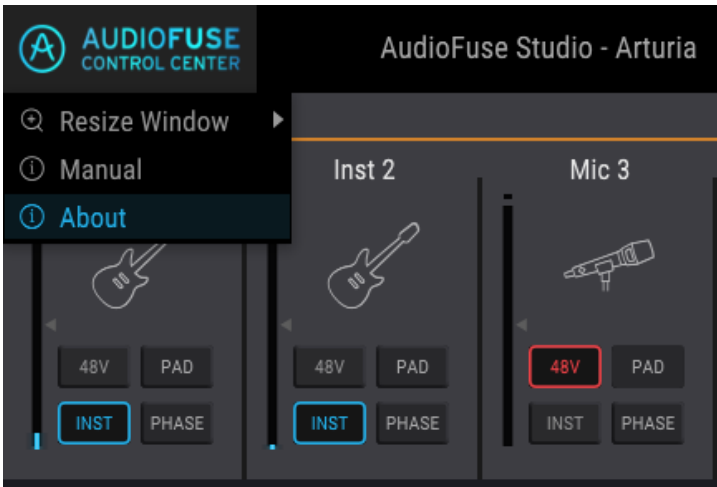 AUDIOFUSE
CONTROL CENTER
AudioFuse Studio - Arturia
Resize Window
Manual
About
Inst 2
Mic 3
48V PAD
INST PHASE
48V PAD
INST PHASE
48V PAD
INST PHASE